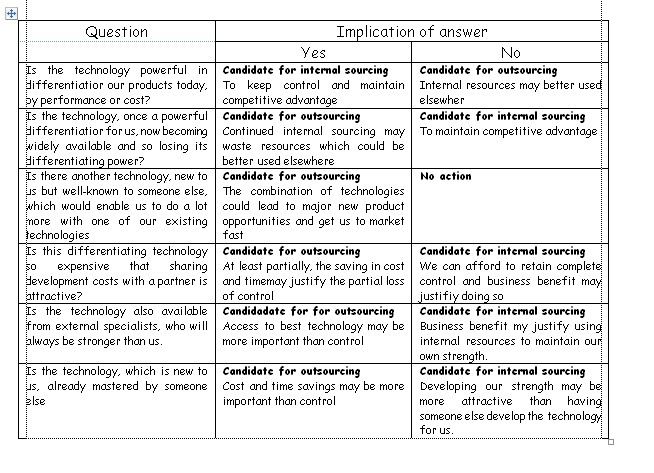 Question
Implication of answer
Yes
No
Is the technology powerful in
differentiatior our products today,
by performance or cost?
Candidate for internal sourcing
To keep control and maintain
competitive advantage
Candidate for outsourcing
Internal resources may better used
elsewher
Is the technology, once a powerful
differentiatior for us, now becoming
widely available and so losing its
differentiating power?
Candidate for outsourcing
Continued internal sourcing may
waste resources which could be
better used elsewhere
Candidate for internal sourcing
To maintain competitive advantage
Is there another technology, new to
us but well-known to someone else,
which would enable us to do a lot
more with one of our existing
technologies
Candidate for outsourcing
The combination of technologies
could lead to major new product
opportunities and get us to market
fast
No action
Is this differentiating technology
so expensive that sharing
development costs with a partner is
attractive?
Candidate for outsourcing
At least partially, the saving in cost
and timemay justify the partial loss
of control
Candidate for internal sourcing
We can afford to retain complete
control and business benefit may
justifiy doing so
Is the technology also available
from external specialists, who will
always be stronger than us.
Candidadate for for outsourcing
Access to best technology may be
more important than control
Candidate for internal sourcing
Business benefit my justify using
internal resources to maintain our
own strength.
Is the technology, which is new to
us, already mastered by someone
else
Candidate for outsourcing
Cost and time savings may be more
important than control
Candidate for internal sourcing
Developing our strength may be
more attractive than having
someone else develop the technology
for us.